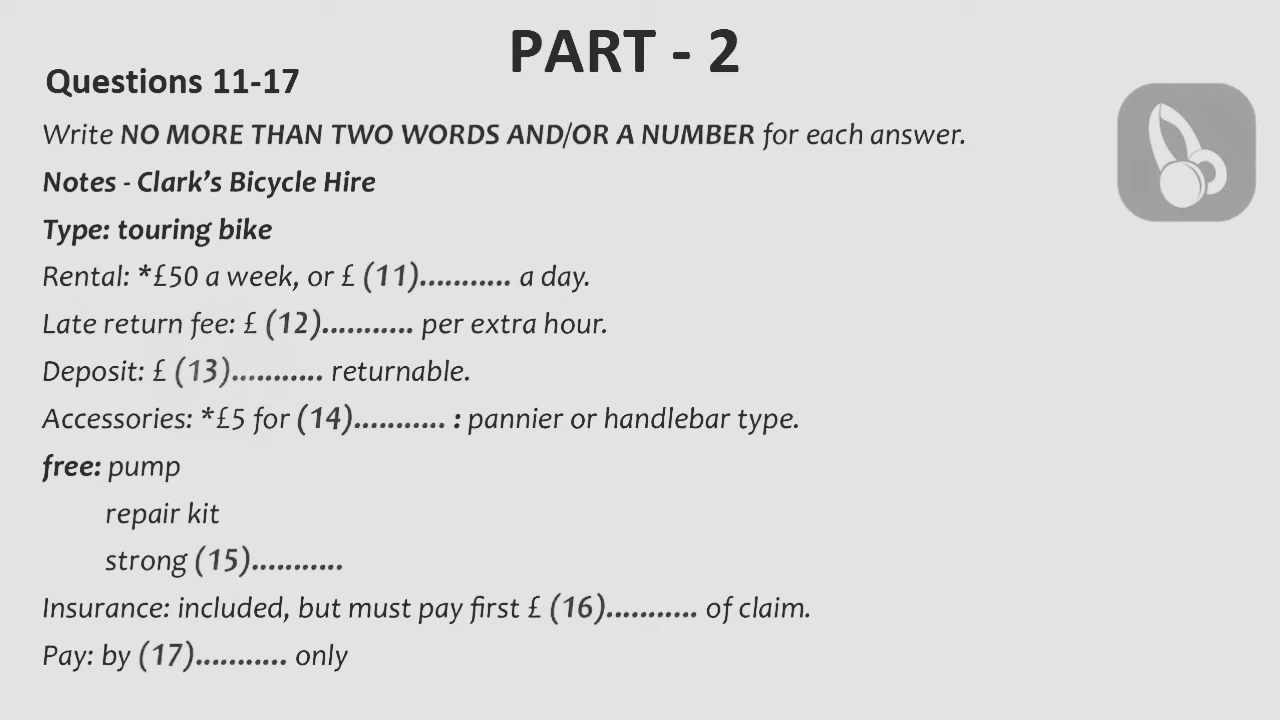 PART - 2
Questions 11-17
Write NO MORE THAN TWO WORDS AND/OR A NUMBER for each answer.
Notes - Clark's Bicycle Hire
Type: touring bike
Rental: *£50 a week, or £ (11)........... a day.
Late return fee: £ (12)........... per extra hour.
Deposit: £ (13)........... returnable.
Accessories: *£5 for (14)........... : pannier or handlebar type.
free: pump
repair kit
strong (15)...........
Insurance: included, but must pay first £ (16)........... of claim.
Pay: by (17)........... only